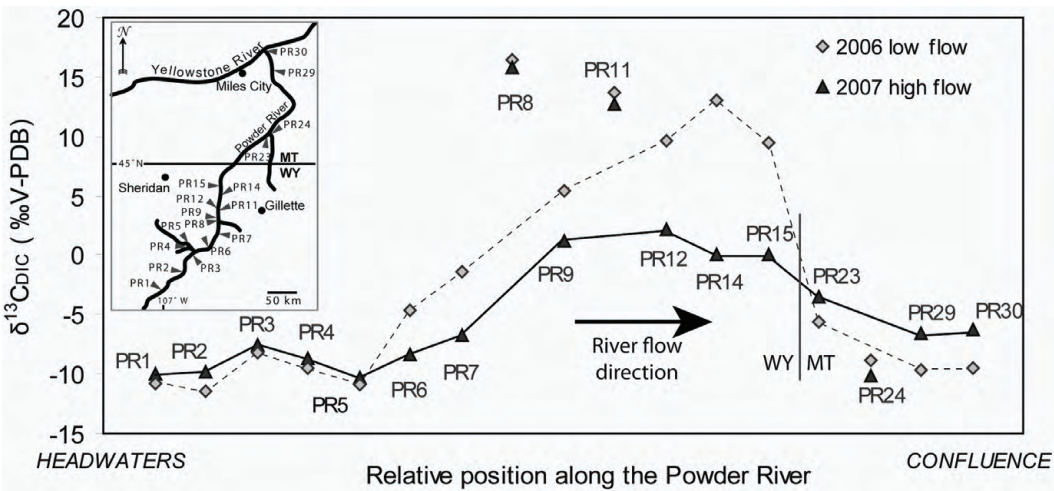 20
15
10
5
0
-5
-10
-15
δ13CDIC ( ‰V-PDB)
N
Yellowstone River
Miles City
PR30
PR29
Powder River
PR24
PR23
45°N
MT
WY
Sheridan
PR15
PR14
PR12
PR11
Gillette
PR9
PR8
PR5
PR7
PR4
PR6
PR2
PR3
PR1
107°W
50 km
2006 low flow
2007 high flow
PR8
PR11
PR1
PR2
PR3
PR4
PR5
PR6
PR7
PR9
PR12
PR14
PR15
PR23
PR24
PR29
PR30
River flow
direction
WY
MT
HEADWATERS
CONFLUENCE
Relative position along the Powder River